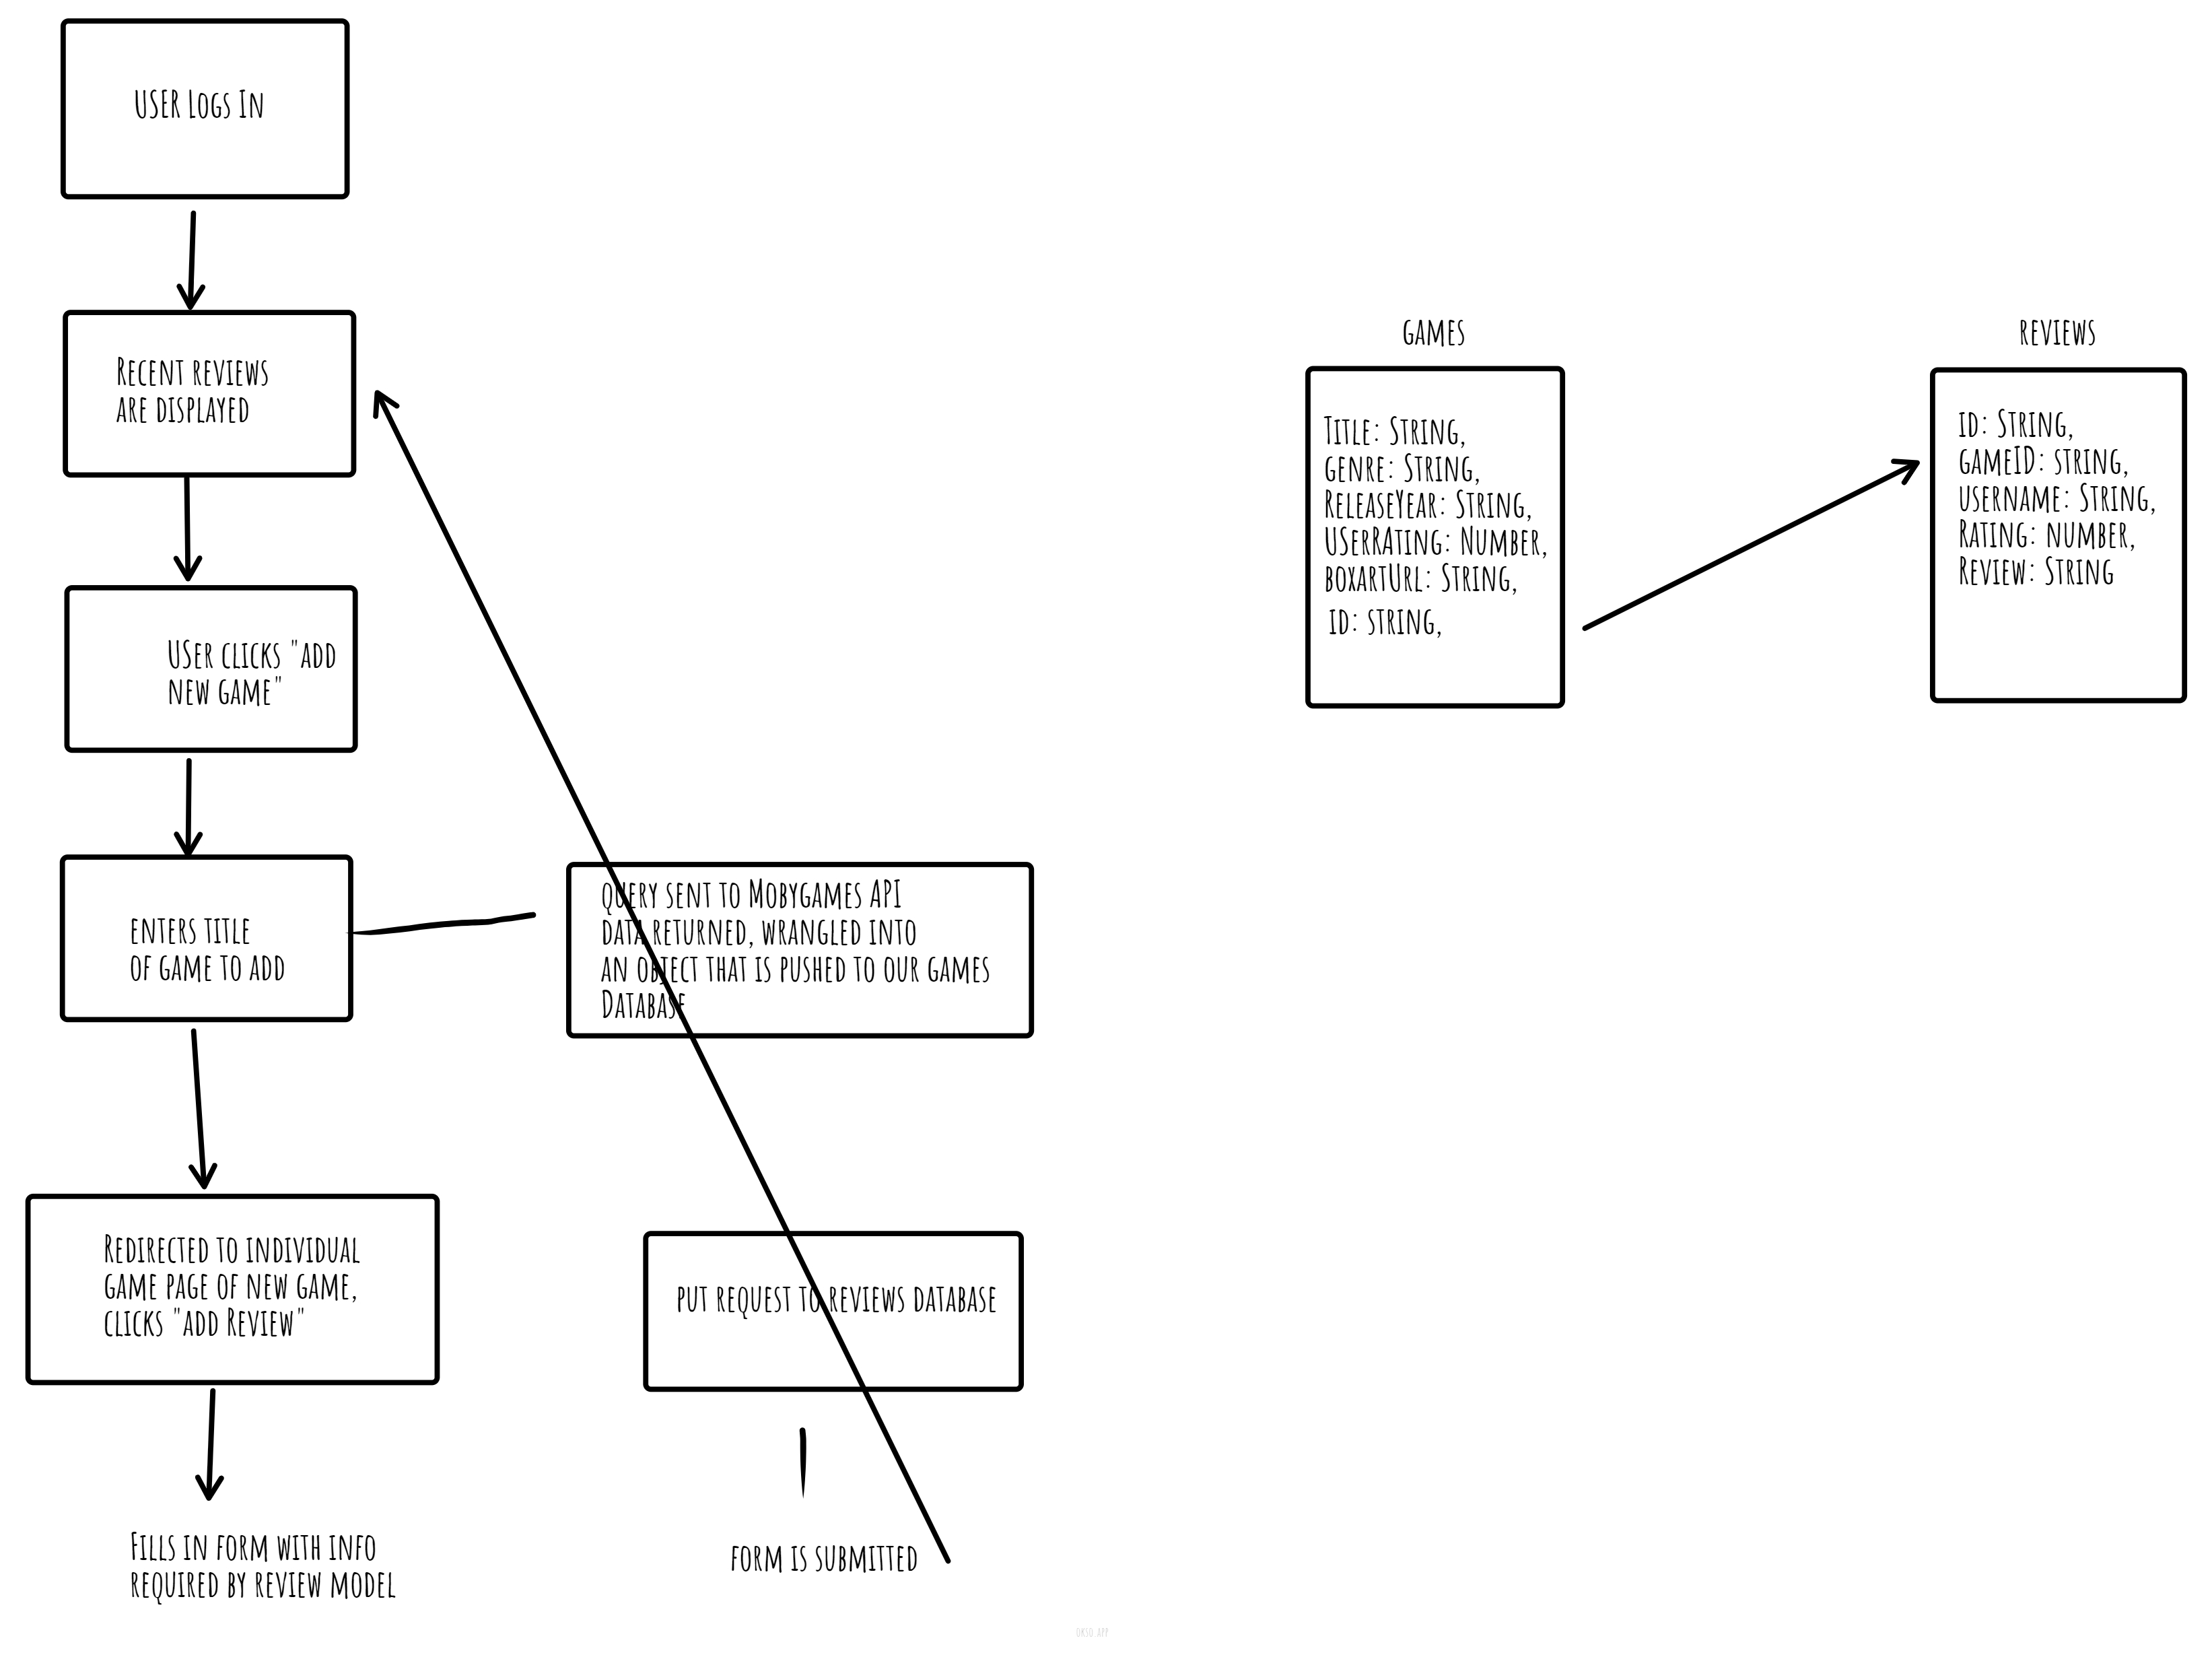 USER Logs In
Recent reviews
are displayed
User clicks "add
new game"
enters title
of game to add
query sent to Mobygames API
data returned, wrangled into
an object that is pushed to our games
Database
Redirected to individual
game page of new game,
clicks "add Review"
put request to reviews database
Fills in form with info
required by review model
form is submitted
games
Title: String,
genre: String,
ReleaseYear: String,
USerRAting: Number,
boxartUrl: String,
id: string,
reviews
id: String,
gameID: string,
username: String,
Rating: number,
Review: String
okso.app